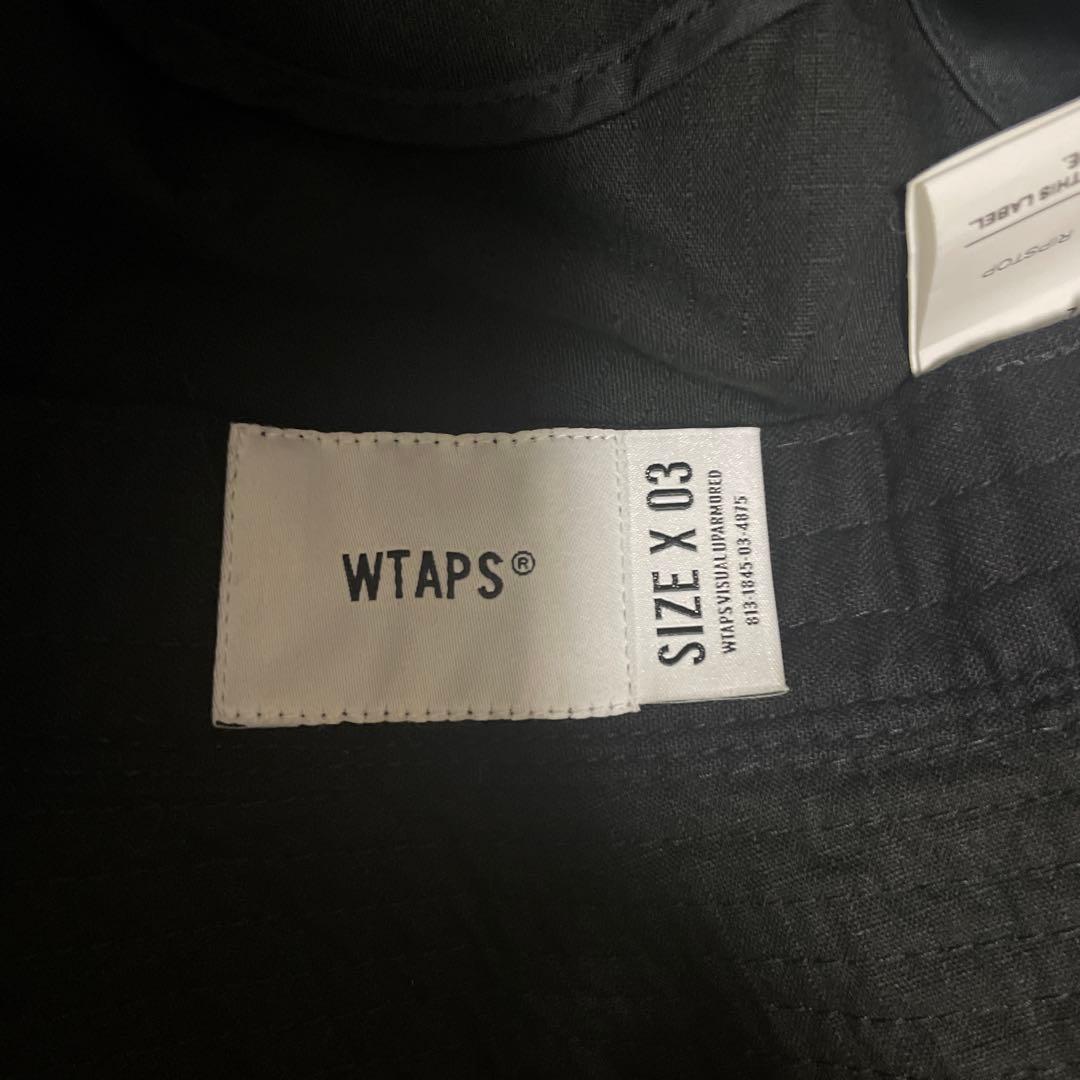 WTAPS®
SIZE X 03
WTAPS VISUAL UPARMORED
813-1845-03-4875
RIPSTOP
THIS LABEL
E.